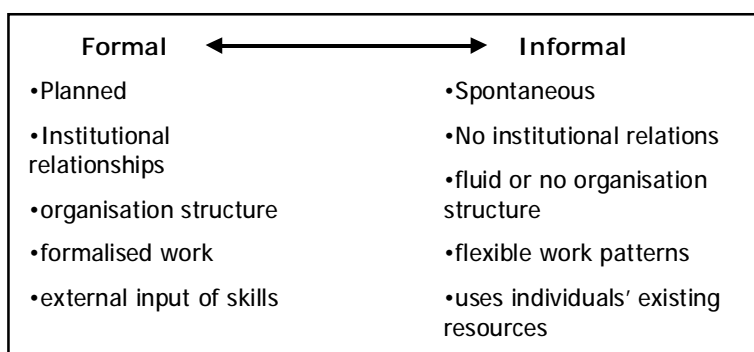 Formal
Informal
•Planned
•Institutional
relationships
•organisation structure
•formalised work
•external input of skills
•Spontaneous
•No institutional relations
•fluid or no organisation
structure
•flexible work patterns
•uses individuals’ existing
resources